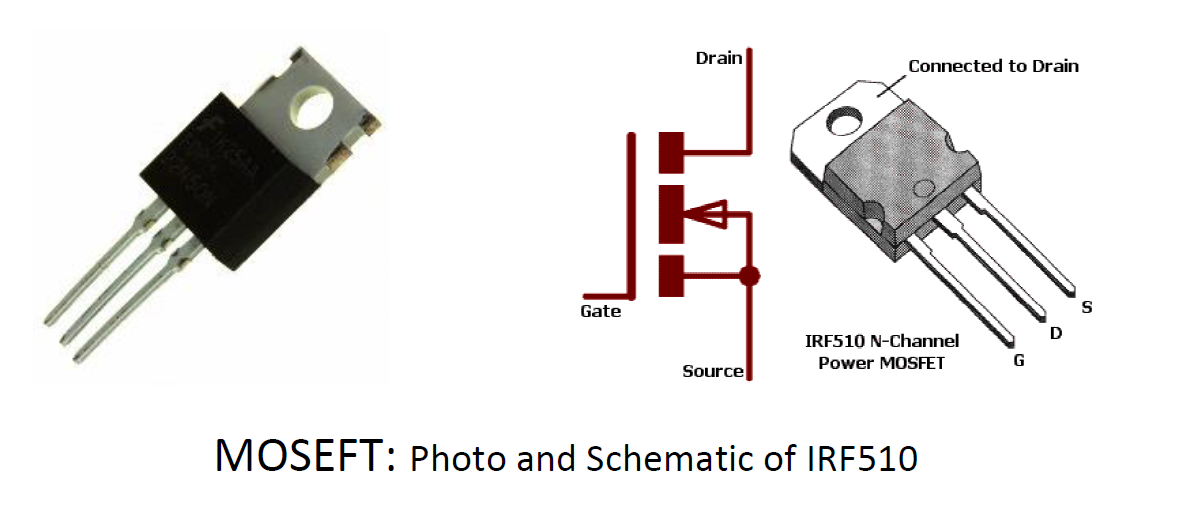 Drain
Connected to Drain
Gate
Source
S
D
G
IRF510 N-Channel
Power MOSFET
MOSEFT: Photo and Schematic of IRF510